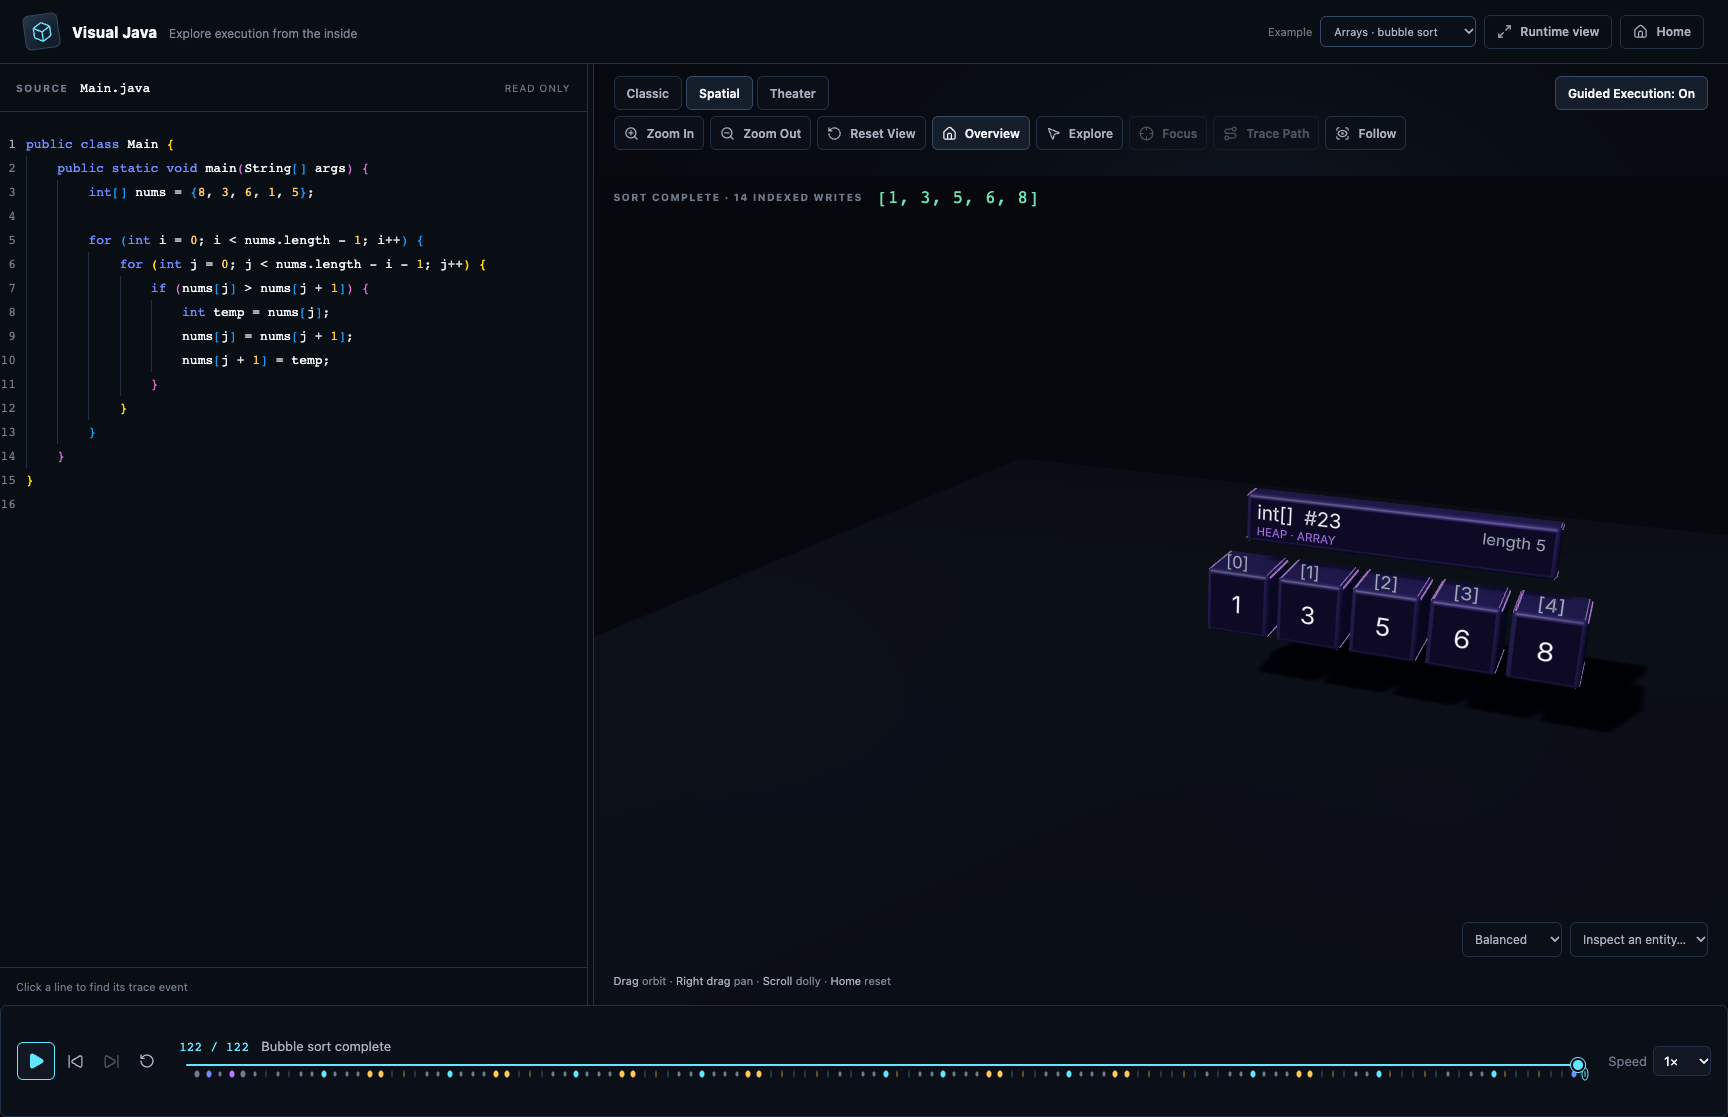 Visual Java
Explore execution from the inside
Example
Arrays · bubble sort
Runtime view
Home
SOURCE
Main.java
READ ONLY
1 public class Main {
2 public static void main(String[] args) {
3 int[] nums = {8, 3, 6, 1, 5};
4
5 for (int i = 0; i < nums.length - 1; i++) {
6 for (int j = 0; j < nums.length - i - 1; j++) {
7 if (nums[j] > nums[j + 1]) {
8 int temp = nums[j];
9 nums[j] = nums[j + 1];
10 nums[j + 1] = temp;
11 }
12 }
13 }
14 }
15 }
16
Click a line to find its trace event
Classic
Spatial
Theater
Guided Execution: On
Zoom In
Zoom Out
Reset View
Overview
Explore
Focus
Trace Path
Follow
SORT COMPLETE · 14 INDEXED WRITES [1, 3, 5, 6, 8]
int[] #23
HEAP · ARRAY
length 5
[0] [1] [2] [3] [4]
1 3 5 6 8
Balanced
Inspect an entity...
Drag orbit · Right drag pan · Scroll dolly · Home reset
122 / 122 Bubble sort complete
Speed
1×